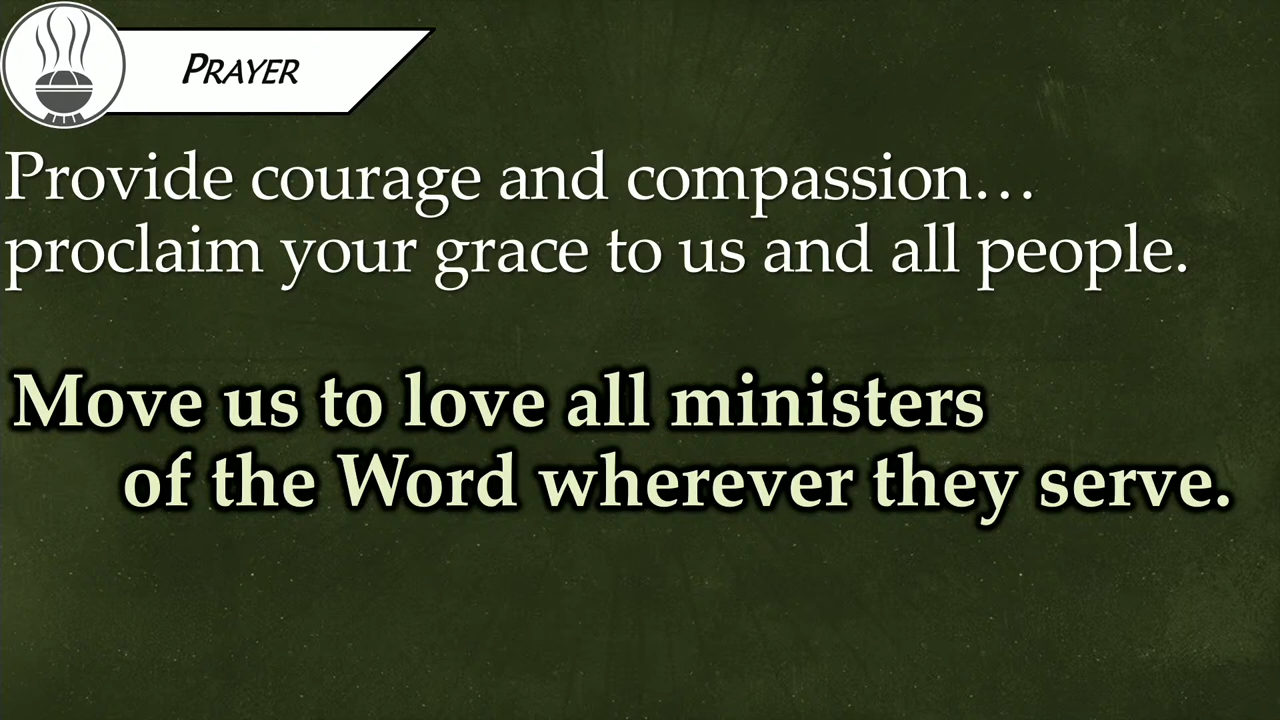 PRAYER
Provide courage and compassion…
proclaim your grace to us and all people.
Move us to love all ministers
of the Word wherever they serve.